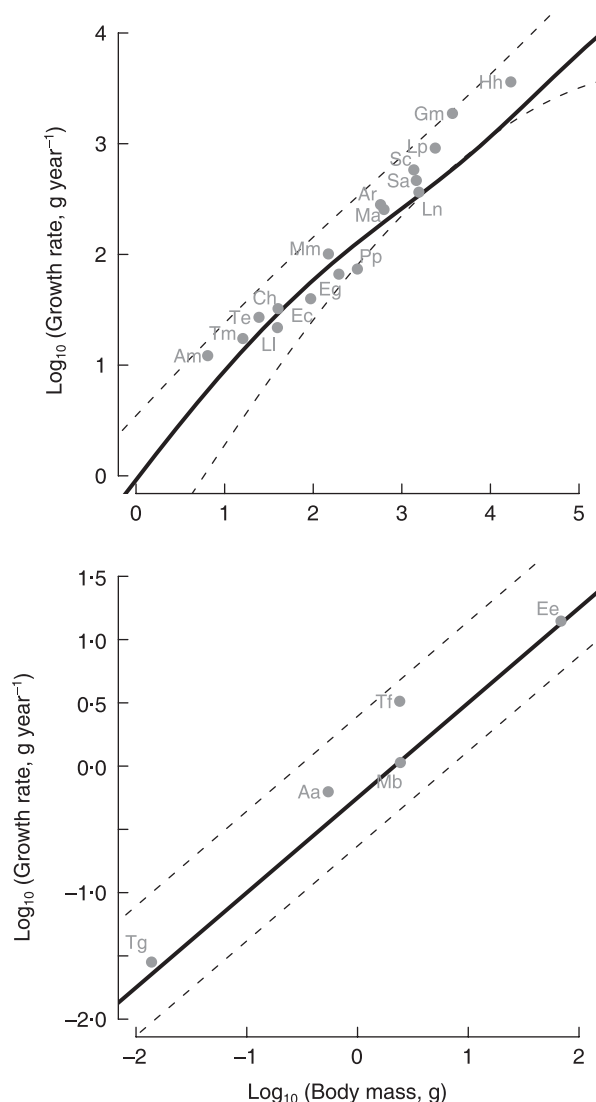 4
3
2
1
0
Log10 (Growth rate, g year−1)
Hh
Gm
Lp
Sc
Sa
Ln
Ar
Ma
Mm
Pp
Eg
Ch
Ec
Te
Tm
Ll
Am
0 1 2 3 4 5
1·5
1·0
0·5
0·0
−1·0
−2·0
Log10 (Growth rate, g year−1)
Ee
Tf
Mb
Aa
Tg
−2 −1 0 1 2
Log10 (Body mass, g)